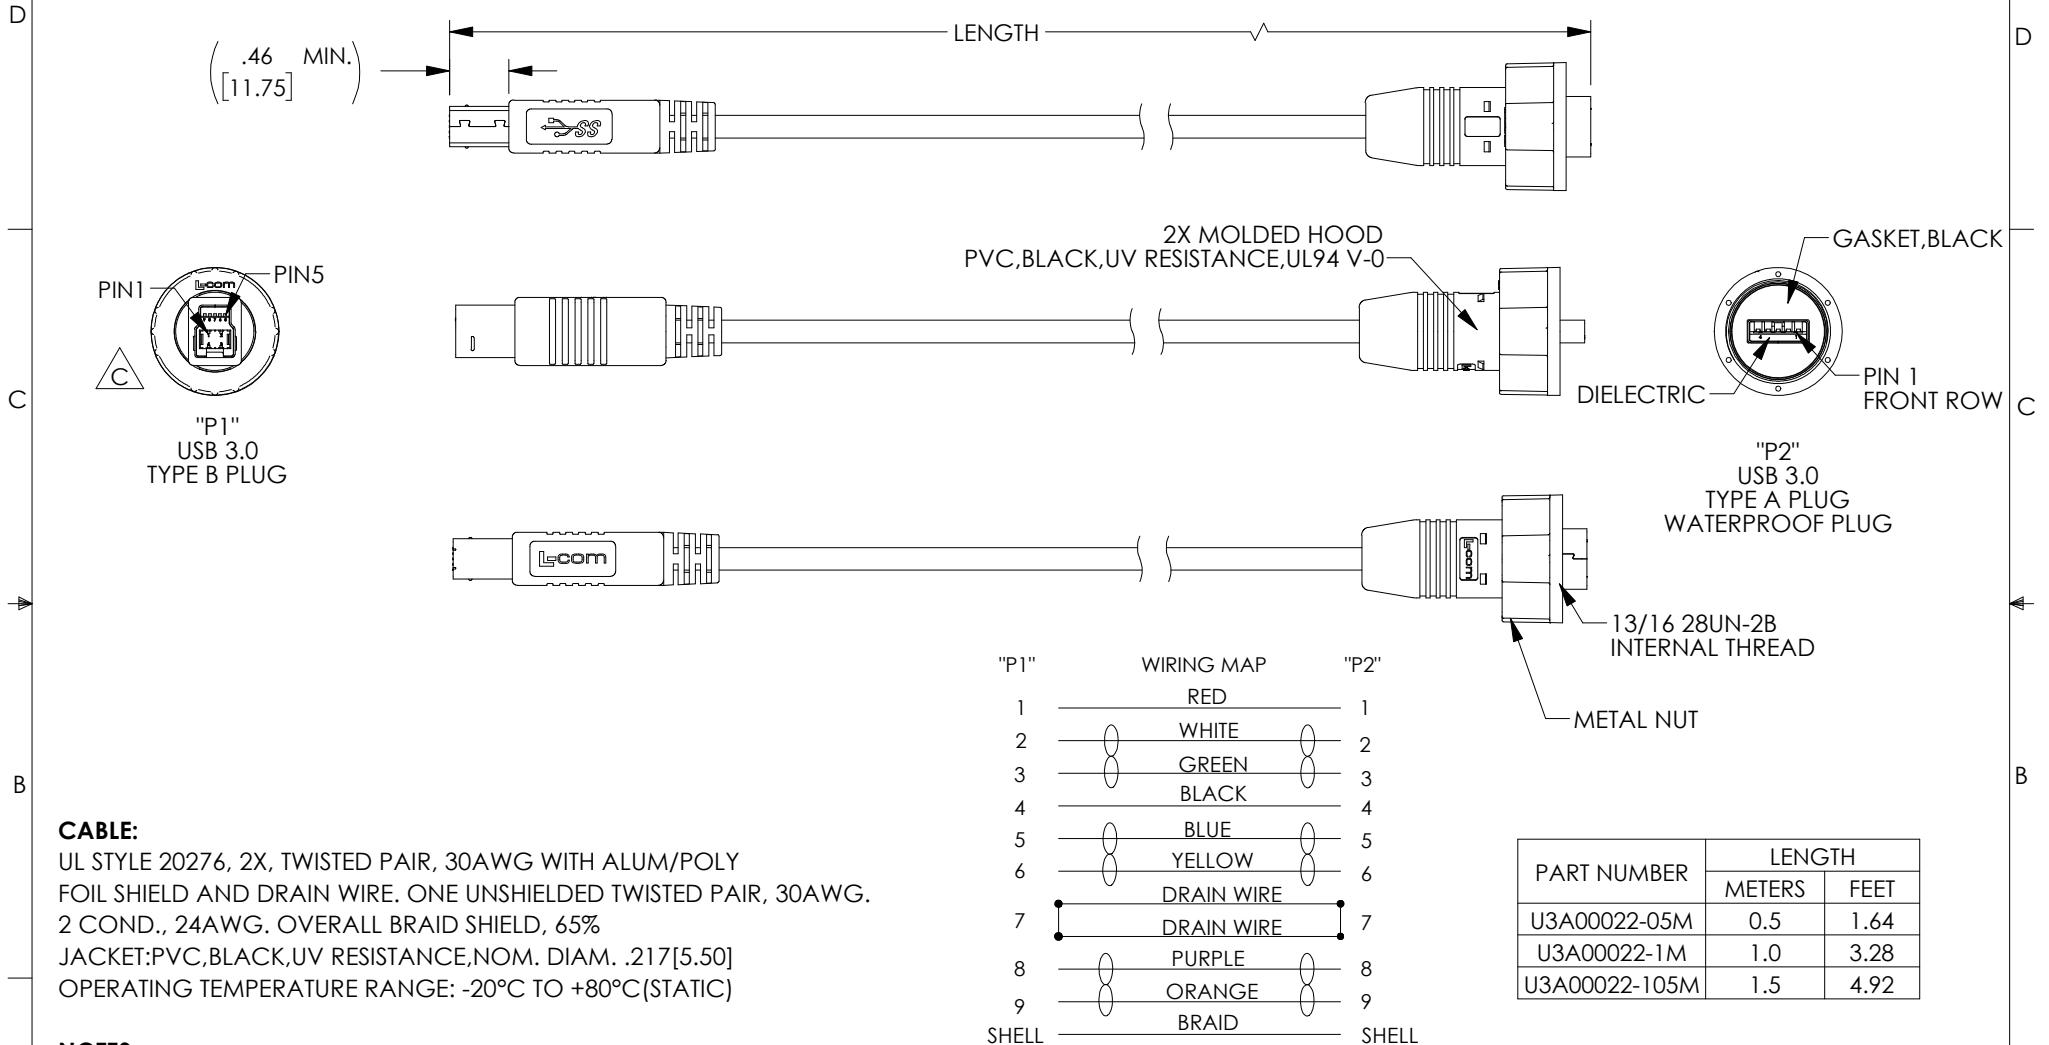 D
D
LENGTH
.46 MIN.
[11.75]
SS
2X MOLDED HOOD
PVC,BLACK,UV RESISTANCE,UL94 V-0
GASKET,BLACK
PIN1
PIN5
L-com
C
DIELECTRIC
PIN 1
FRONT ROW
C
C
"P1"
USB 3.0
TYPE B PLUG
"P2"
USB 3.0
TYPE A PLUG
WATERPROOF PLUG
L-com
L-com
13/16 28UN-2B
INTERNAL THREAD
METAL NUT
"P1" WIRING MAP "P2"
1 RED 1
2 WHITE 2
3 GREEN 3
4 BLACK 4
5 BLUE 5
6 YELLOW 6
DRAIN WIRE
7 7
DRAIN WIRE
8 PURPLE 8
9 ORANGE 9
SHELL BRAID SHELL
B
B
CABLE:
UL STYLE 20276, 2X, TWISTED PAIR, 30AWG WITH ALUM/POLY
FOIL SHIELD AND DRAIN WIRE. ONE UNSHIELDED TWISTED PAIR, 30AWG.
2 COND., 24AWG. OVERALL BRAID SHIELD, 65%
JACKET:PVC,BLACK,UV RESISTANCE,NOM. DIAM. .217[5.50]
OPERATING TEMPERATURE RANGE: -20°C TO +80°C(STATIC)
PART NUMBER LENGTH
METERS FEET
U3A00022-05M 0.5 1.64
U3A00022-1M 1.0 3.28
U3A00022-105M 1.5 4.92